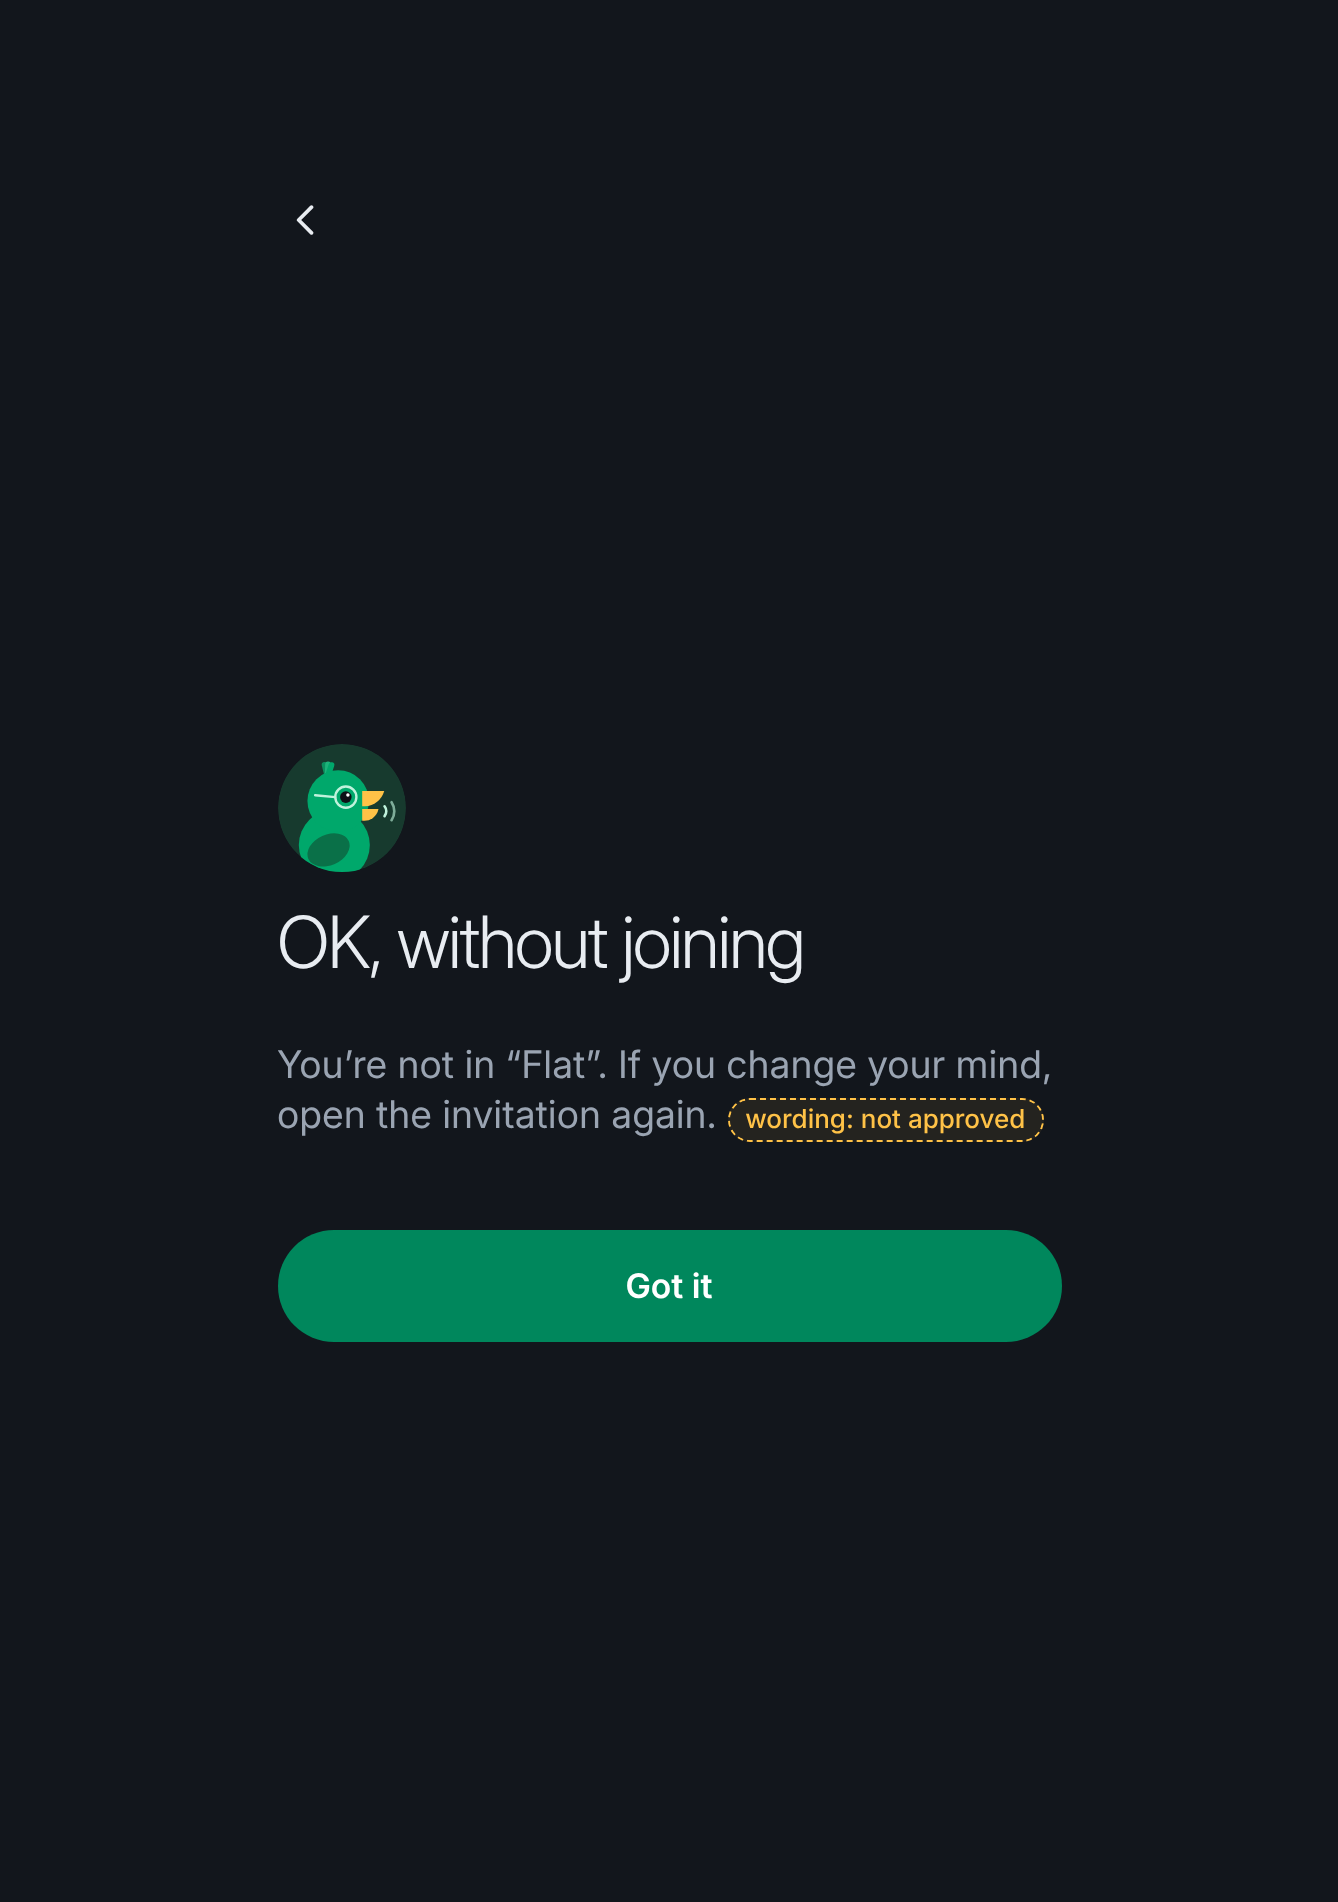 OK, without joining
You’re not in “Flat”. If you change your mind,
open the invitation again. wording: not approved
Got it